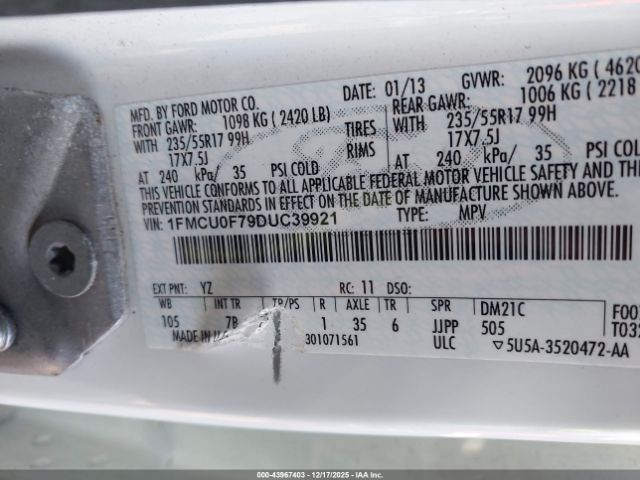 MFD. BY FORD MOTOR CO.
DATE: 01/13 GVWR: 2096 KG ( 4620
FRONT GAWR: 1098 KG ( 2420 LB) REAR GAWR: 1006 KG ( 2218
WITH 235/55R17 99H TIRES WITH 235/55R17 99H
17X7.5J RIMS 17X7.5J
AT 240 kPa/ 35 PSI COLD AT 240 kPa/ 35 PSI COL
THIS VEHICLE CONFORMS TO ALL APPLICABLE FEDERAL MOTOR VEHICLE SAFETY AND THE
PREVENTION STANDARDS IN EFFECT ON THE DATE OF MANUFACTURE SHOWN AB
VIN: 1FMCU0F79DUC39921 TYPE: MPV
EXT PNT: YZ RC: 11 DSO:
WB INT TR TP/PS R AXLE TR SPR DM21C F00
105 7B 1 35 6 JJPP 505 T032
MADE IN U 301071561 ULC ▽5U5A-3520472-AA
000-43967403 - 12/17/2025 - IAAI.COM